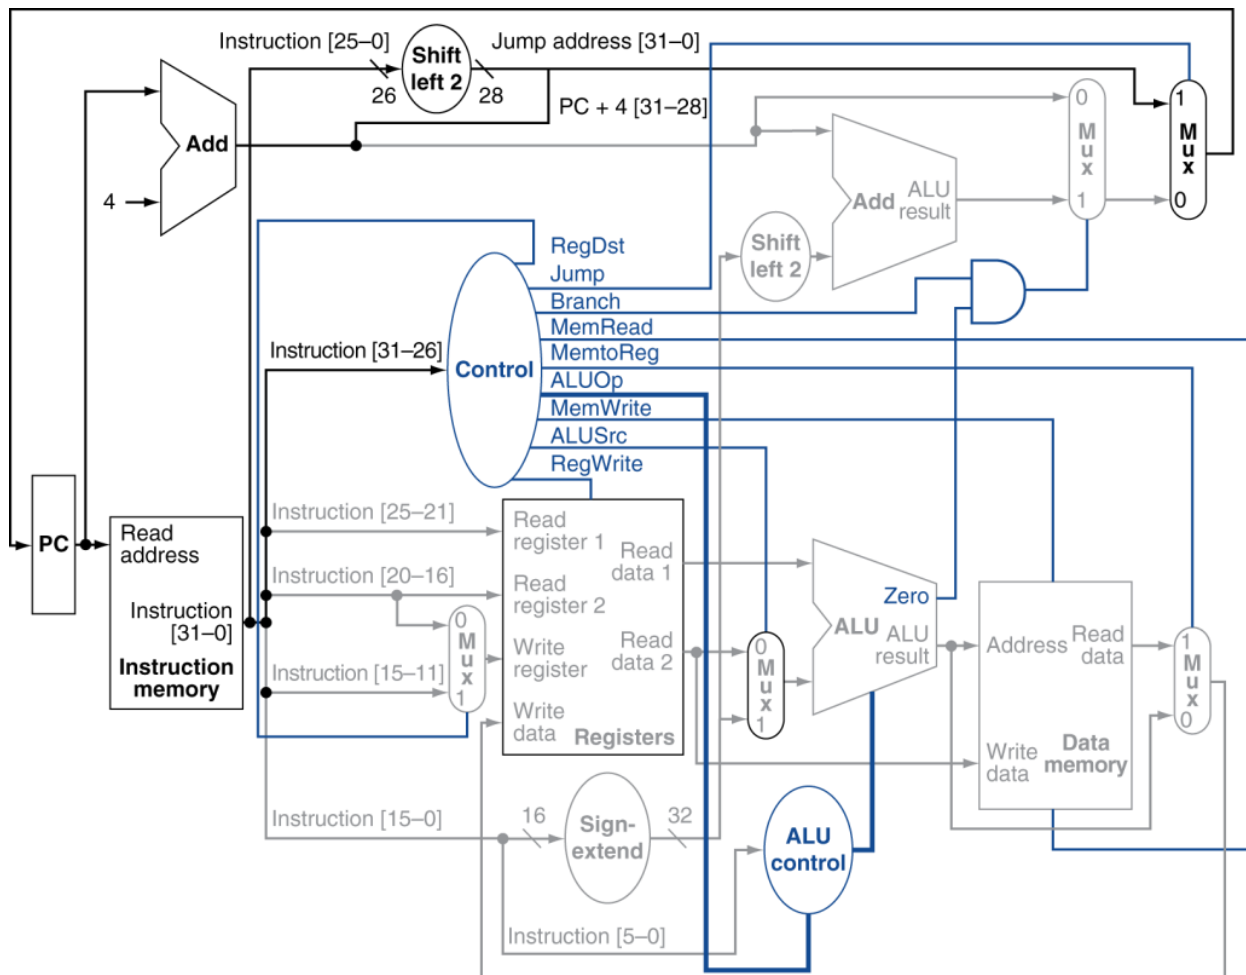 Instruction [25–0]
Shift
left 2
Jump address [31–0]
26
28
PC + 4 [31–28]
Add
4
0
M
u
x
1
1
M
u
x
0
Add
ALU
result
Shift
left 2
RegDst
Jump
Branch
MemRead
MemtoReg
ALUOp
MemWrite
ALUSrc
RegWrite
Instruction [31–26]
Control
PC
Read
address
Instruction
[31–0]
Instruction
memory
Instruction [25–21]
Instruction [20–16]
Instruction [15–11]
0
M
u
x
1
Read
register 1
Read
register 2
Write
register
Write
data
Read
data 1
Read
data 2
Registers
0
M
u
x
1
Zero
ALU
ALU
result
Address
Read
data
Write
data
Data
memory
1
M
u
x
0
Instruction [15–0]
16
Sign-
extend
32
ALU
control
Instruction [5–0]